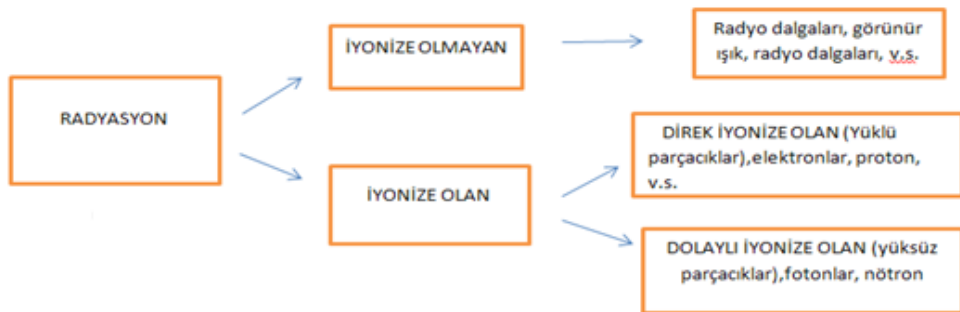 RADYASYON
İYONİZE OLMAYAN
Radyo dalgaları, görünür
ışık, radyo dalgaları, v.s.
İYONİZE OLAN
DİREK İYONİZE OLAN (Yüklü
parçacıklar),elektronlar, proton,
v.s.
DOLAYLI İYONİZE OLAN (yüksüz
parçacıklar),fotonlar, nötron